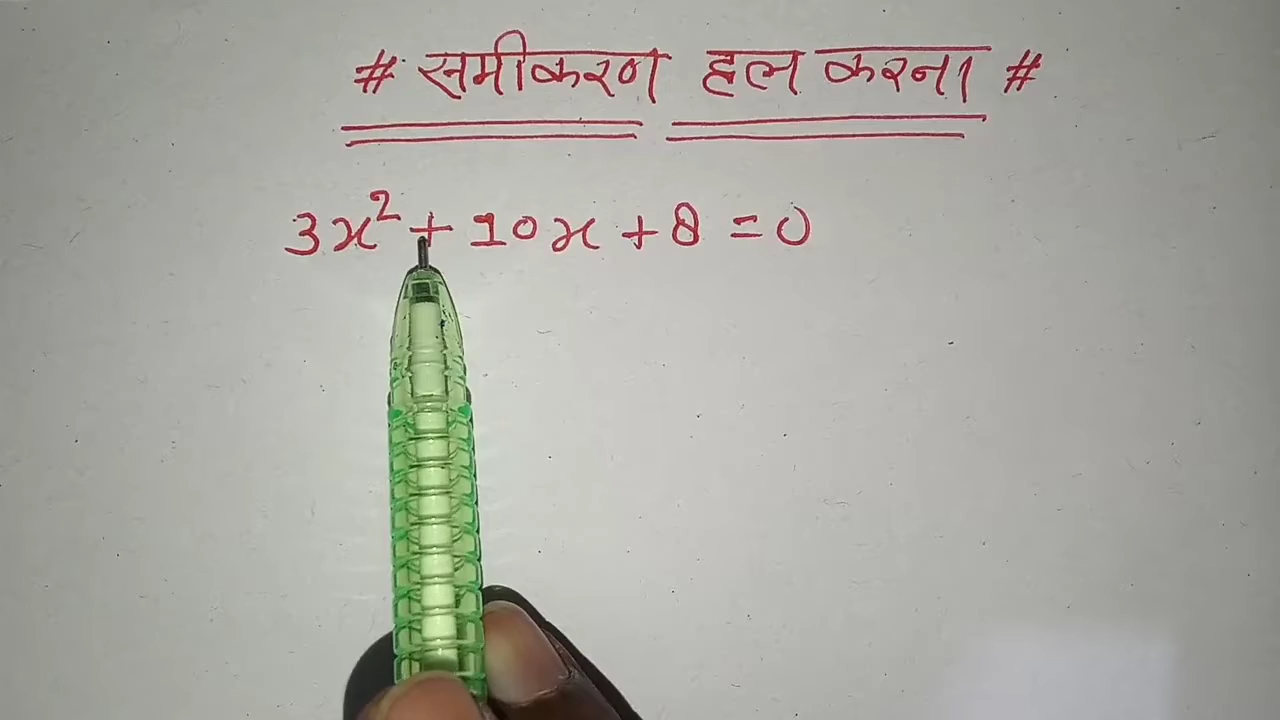 # समीकरण हल करना #
3x² + 10x + 8 = 0